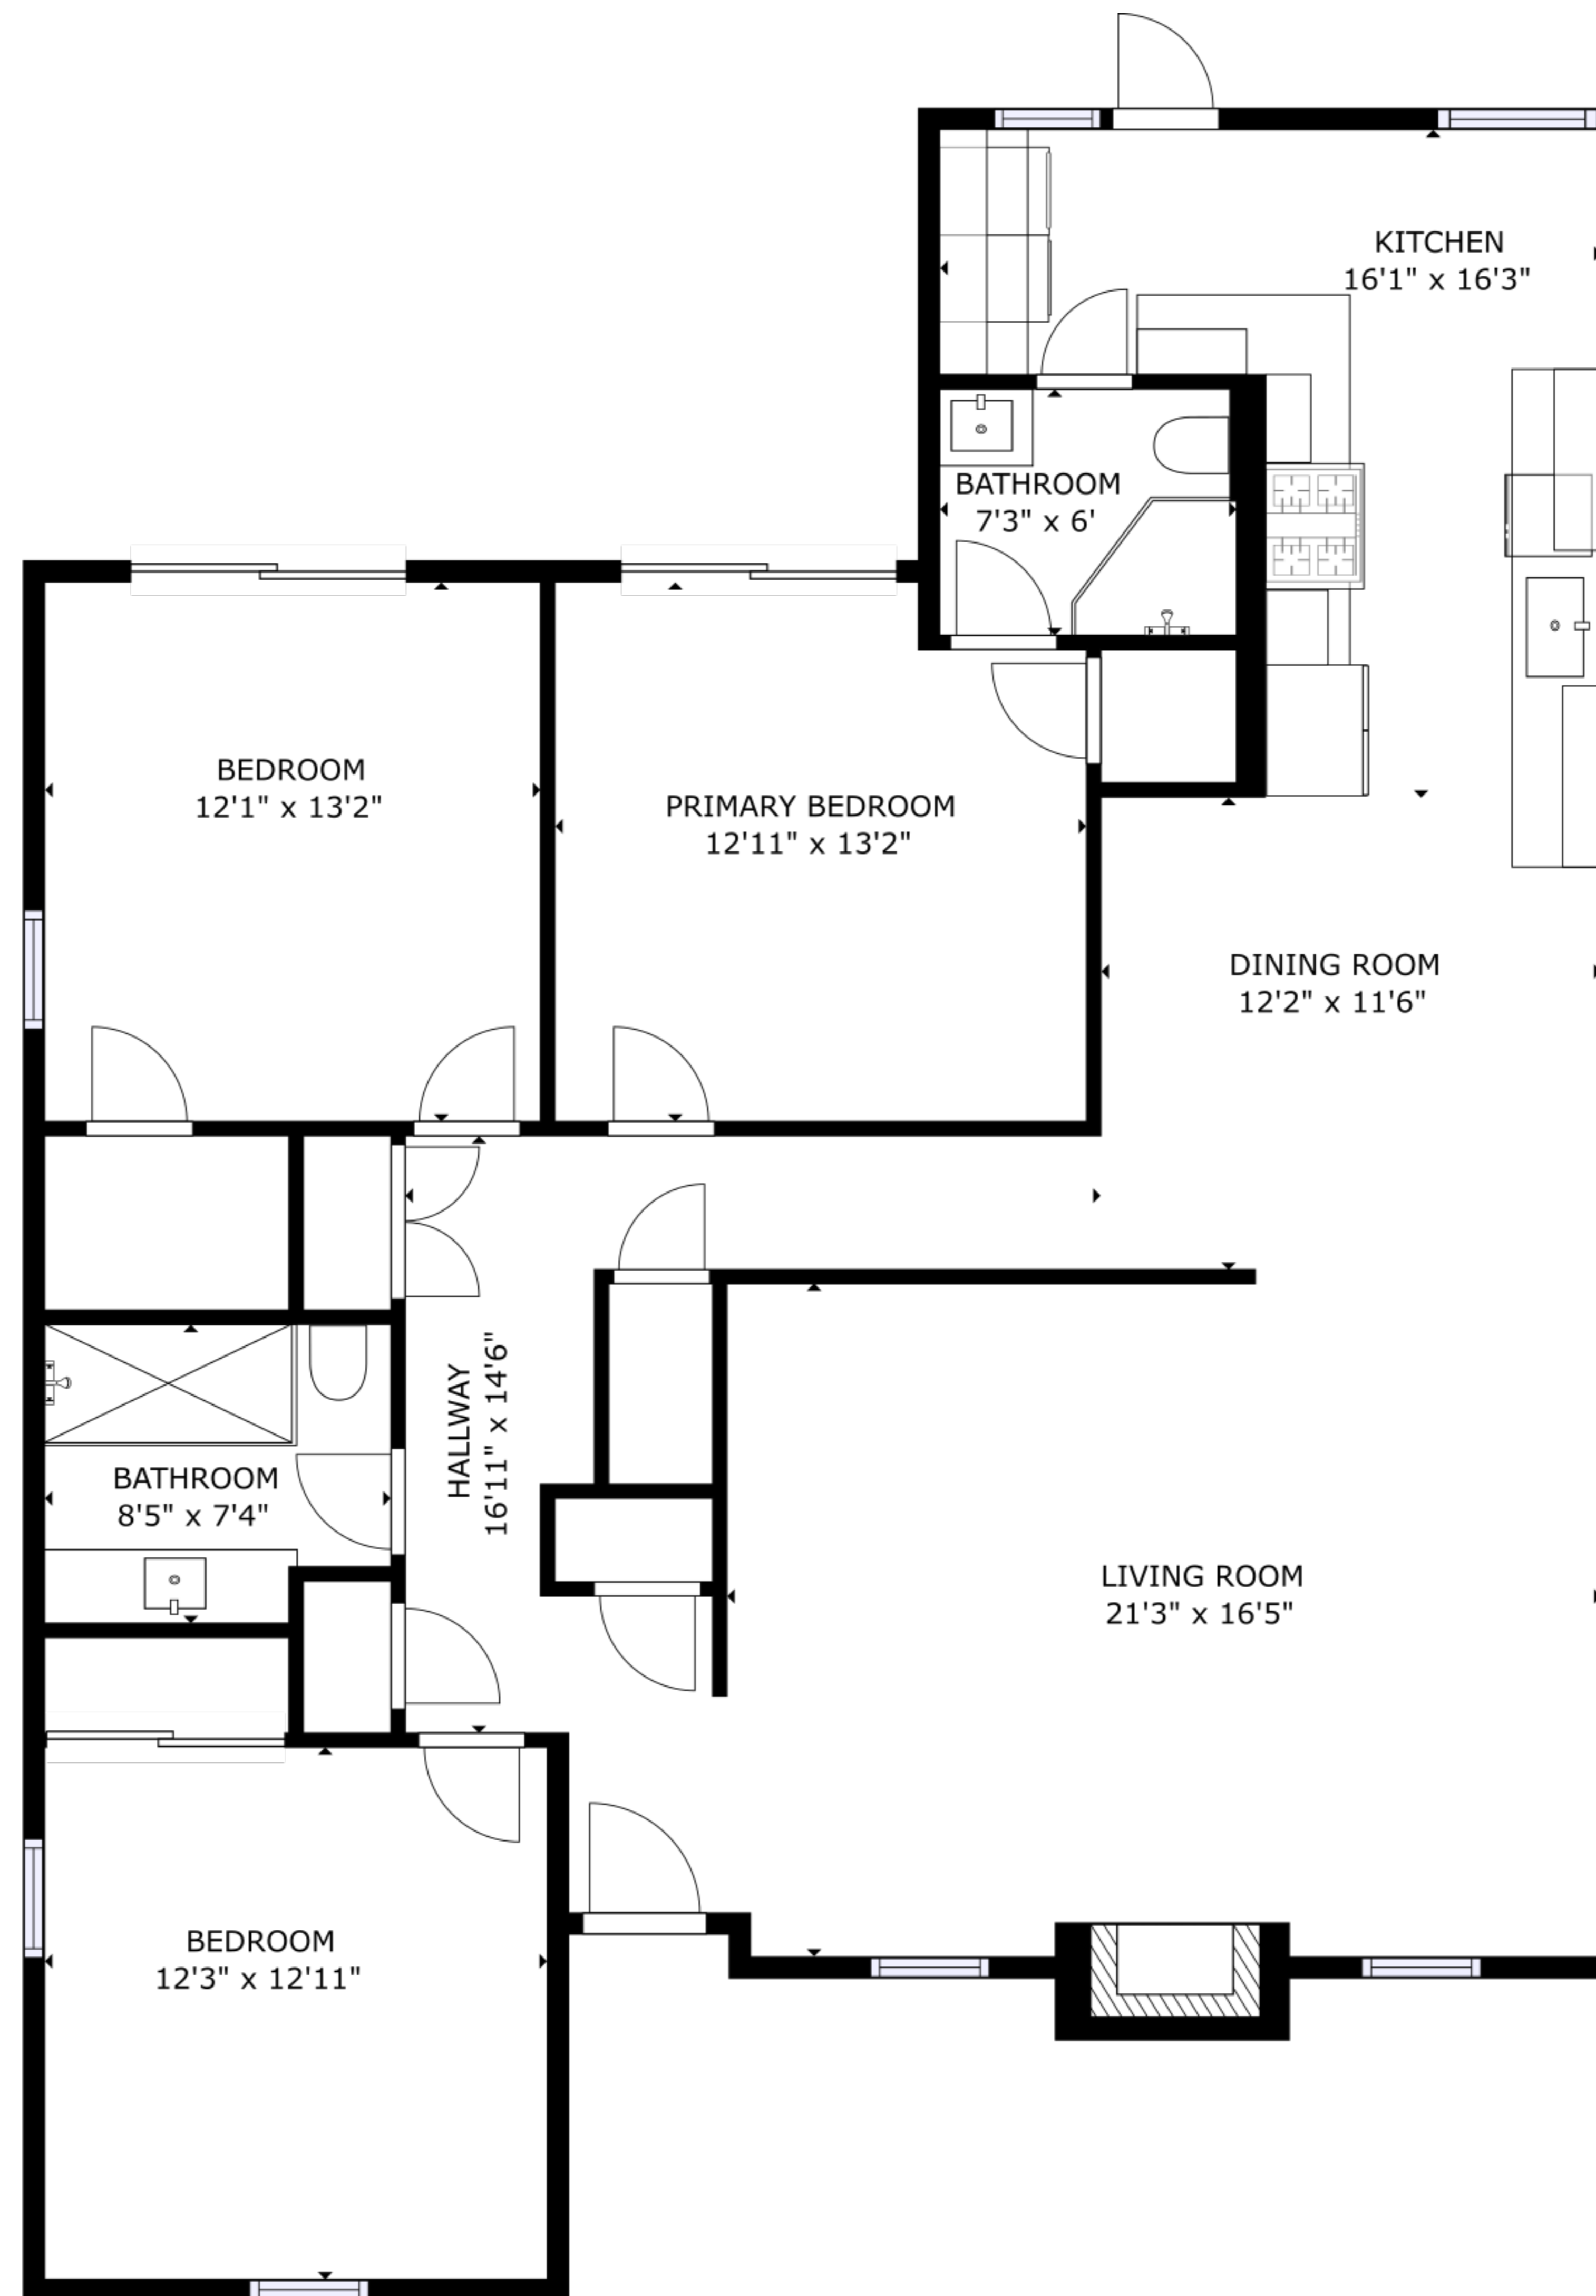 KITCHEN
16'1" x 16'3"
BATHROOM
7'3" x 6'
BEDROOM
12'1" x 13'2"
PRIMARY BEDROOM
12'11" x 13'2"
DINING ROOM
12'2" x 11'6"
HALLWAY
16'11" x 14'6"
BATHROOM
8'5" x 7'4"
LIVING ROOM
21'3" x 16'5"
BEDROOM
12'3" x 12'11"